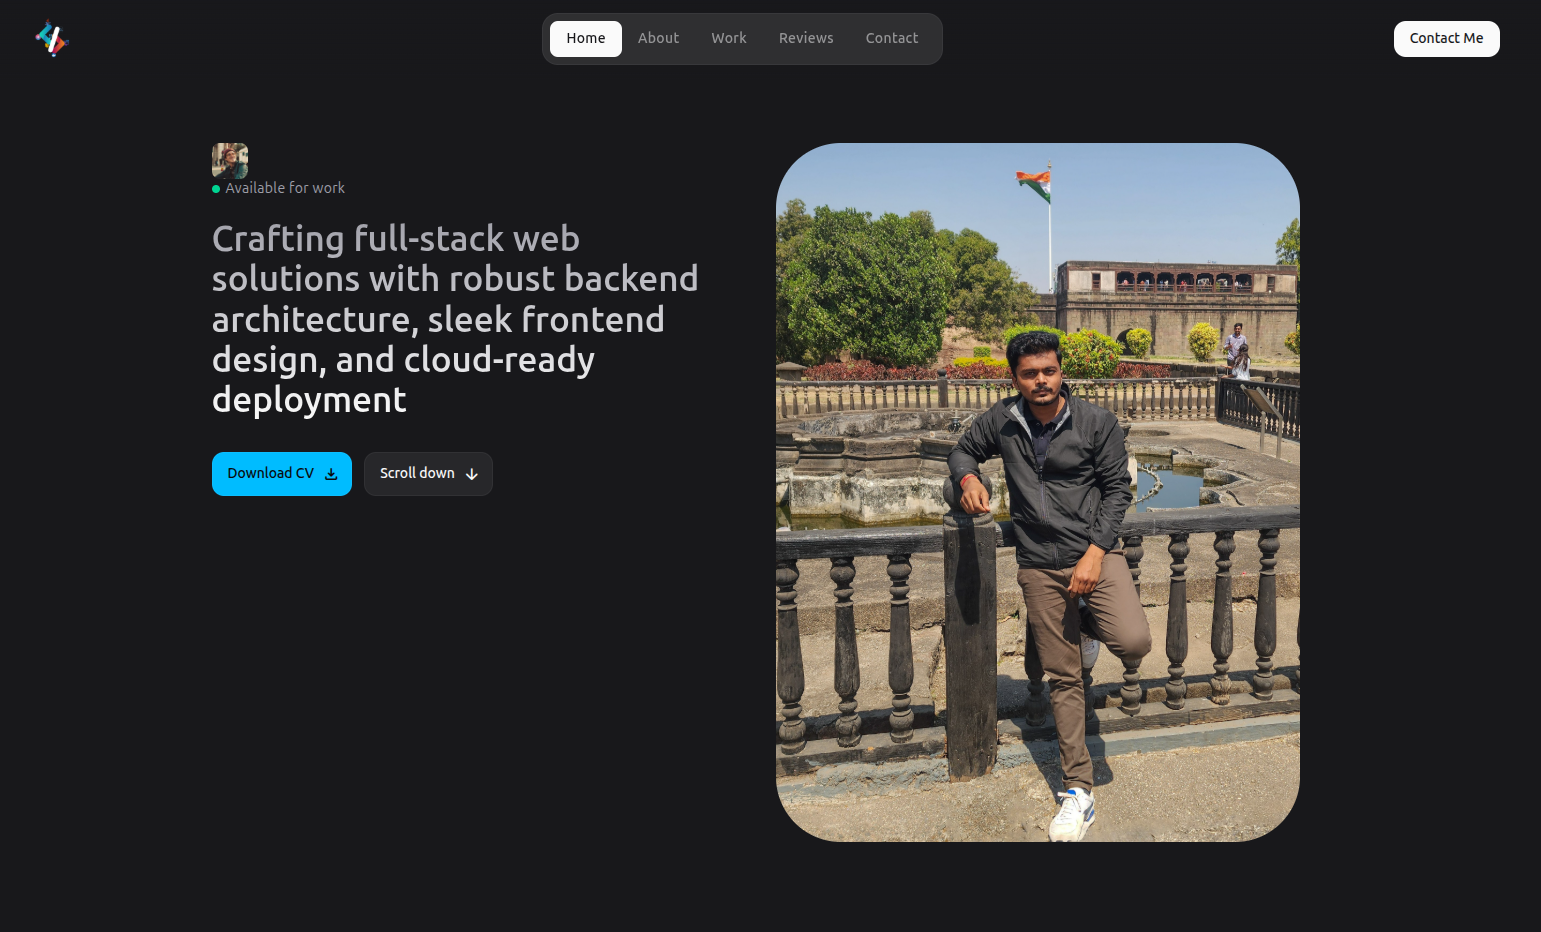 Home About Work Reviews Contact
Contact Me
Available for work
Crafting full-stack web
solutions with robust backend
architecture, sleek frontend
design, and cloud-ready
deployment
Download CV
Scroll down